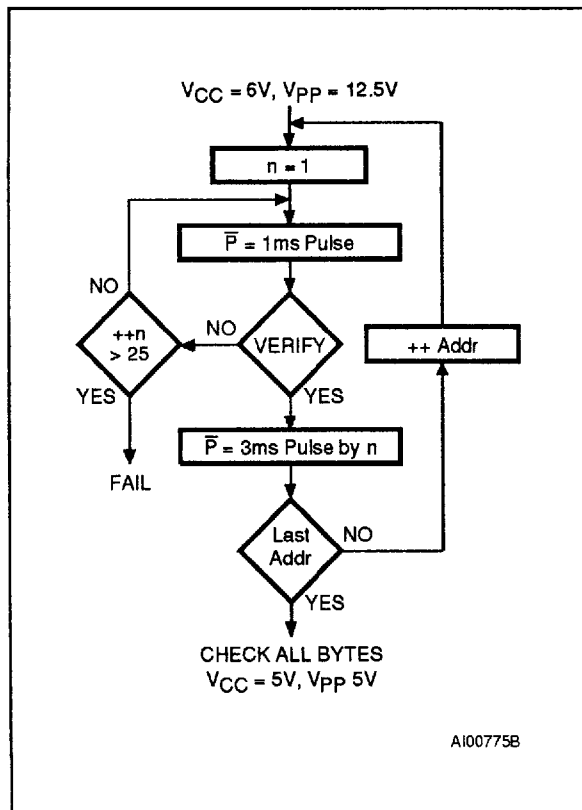 VCC = 6V, VPP = 12.5V
n = 1
P̅ = 1ms Pulse
NO
++n
> 25
NO
VERIFY
++ Addr
YES
YES
P̅ = 3ms Pulse by n
FAIL
Last
Addr
NO
YES
CHECK ALL BYTES
VCC = 5V, VPP 5V
AI00775B